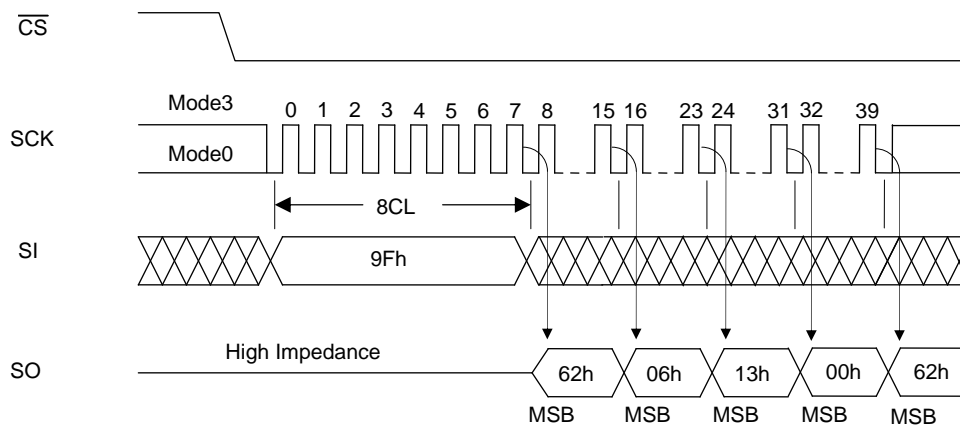 CS
Mode3
0 1 2 3 4 5 6 7 8 15 16 23 24 31 32 39
SCK
Mode0
8CL
SI
9Fh
High Impedance
SO
62h 06h 13h 00h 62h
MSB MSB MSB MSB MSB